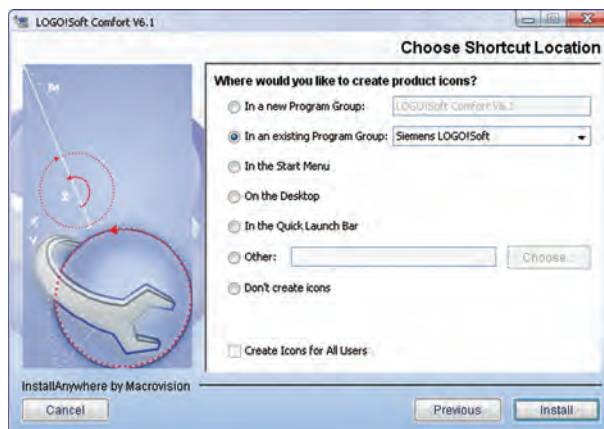 LOGO!Soft Comfort V6.1
Choose Shortcut Location
Where would you like to create product icons?
In a new Program Group: LOGO!Soft Comfort V6.1
In an existing Program Group: Siemens LOGO!Soft
In the Start Menu
On the Desktop
In the Quick Launch Bar
Other: Choose...
Don't create icons
Create Icons for All Users
InstallAnywhere by Macrovision
Cancel Previous Install